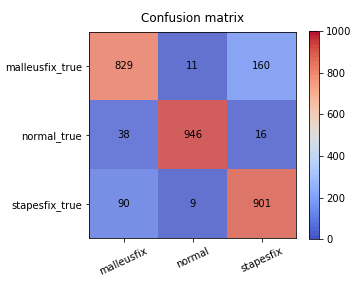 Confusion matrix
malleusfix_true 829 11 160
normal_true 38 946 16
stapesfix_true 90 9 901
malleusfix normal stapesfix
1000
800
600
400
200
0